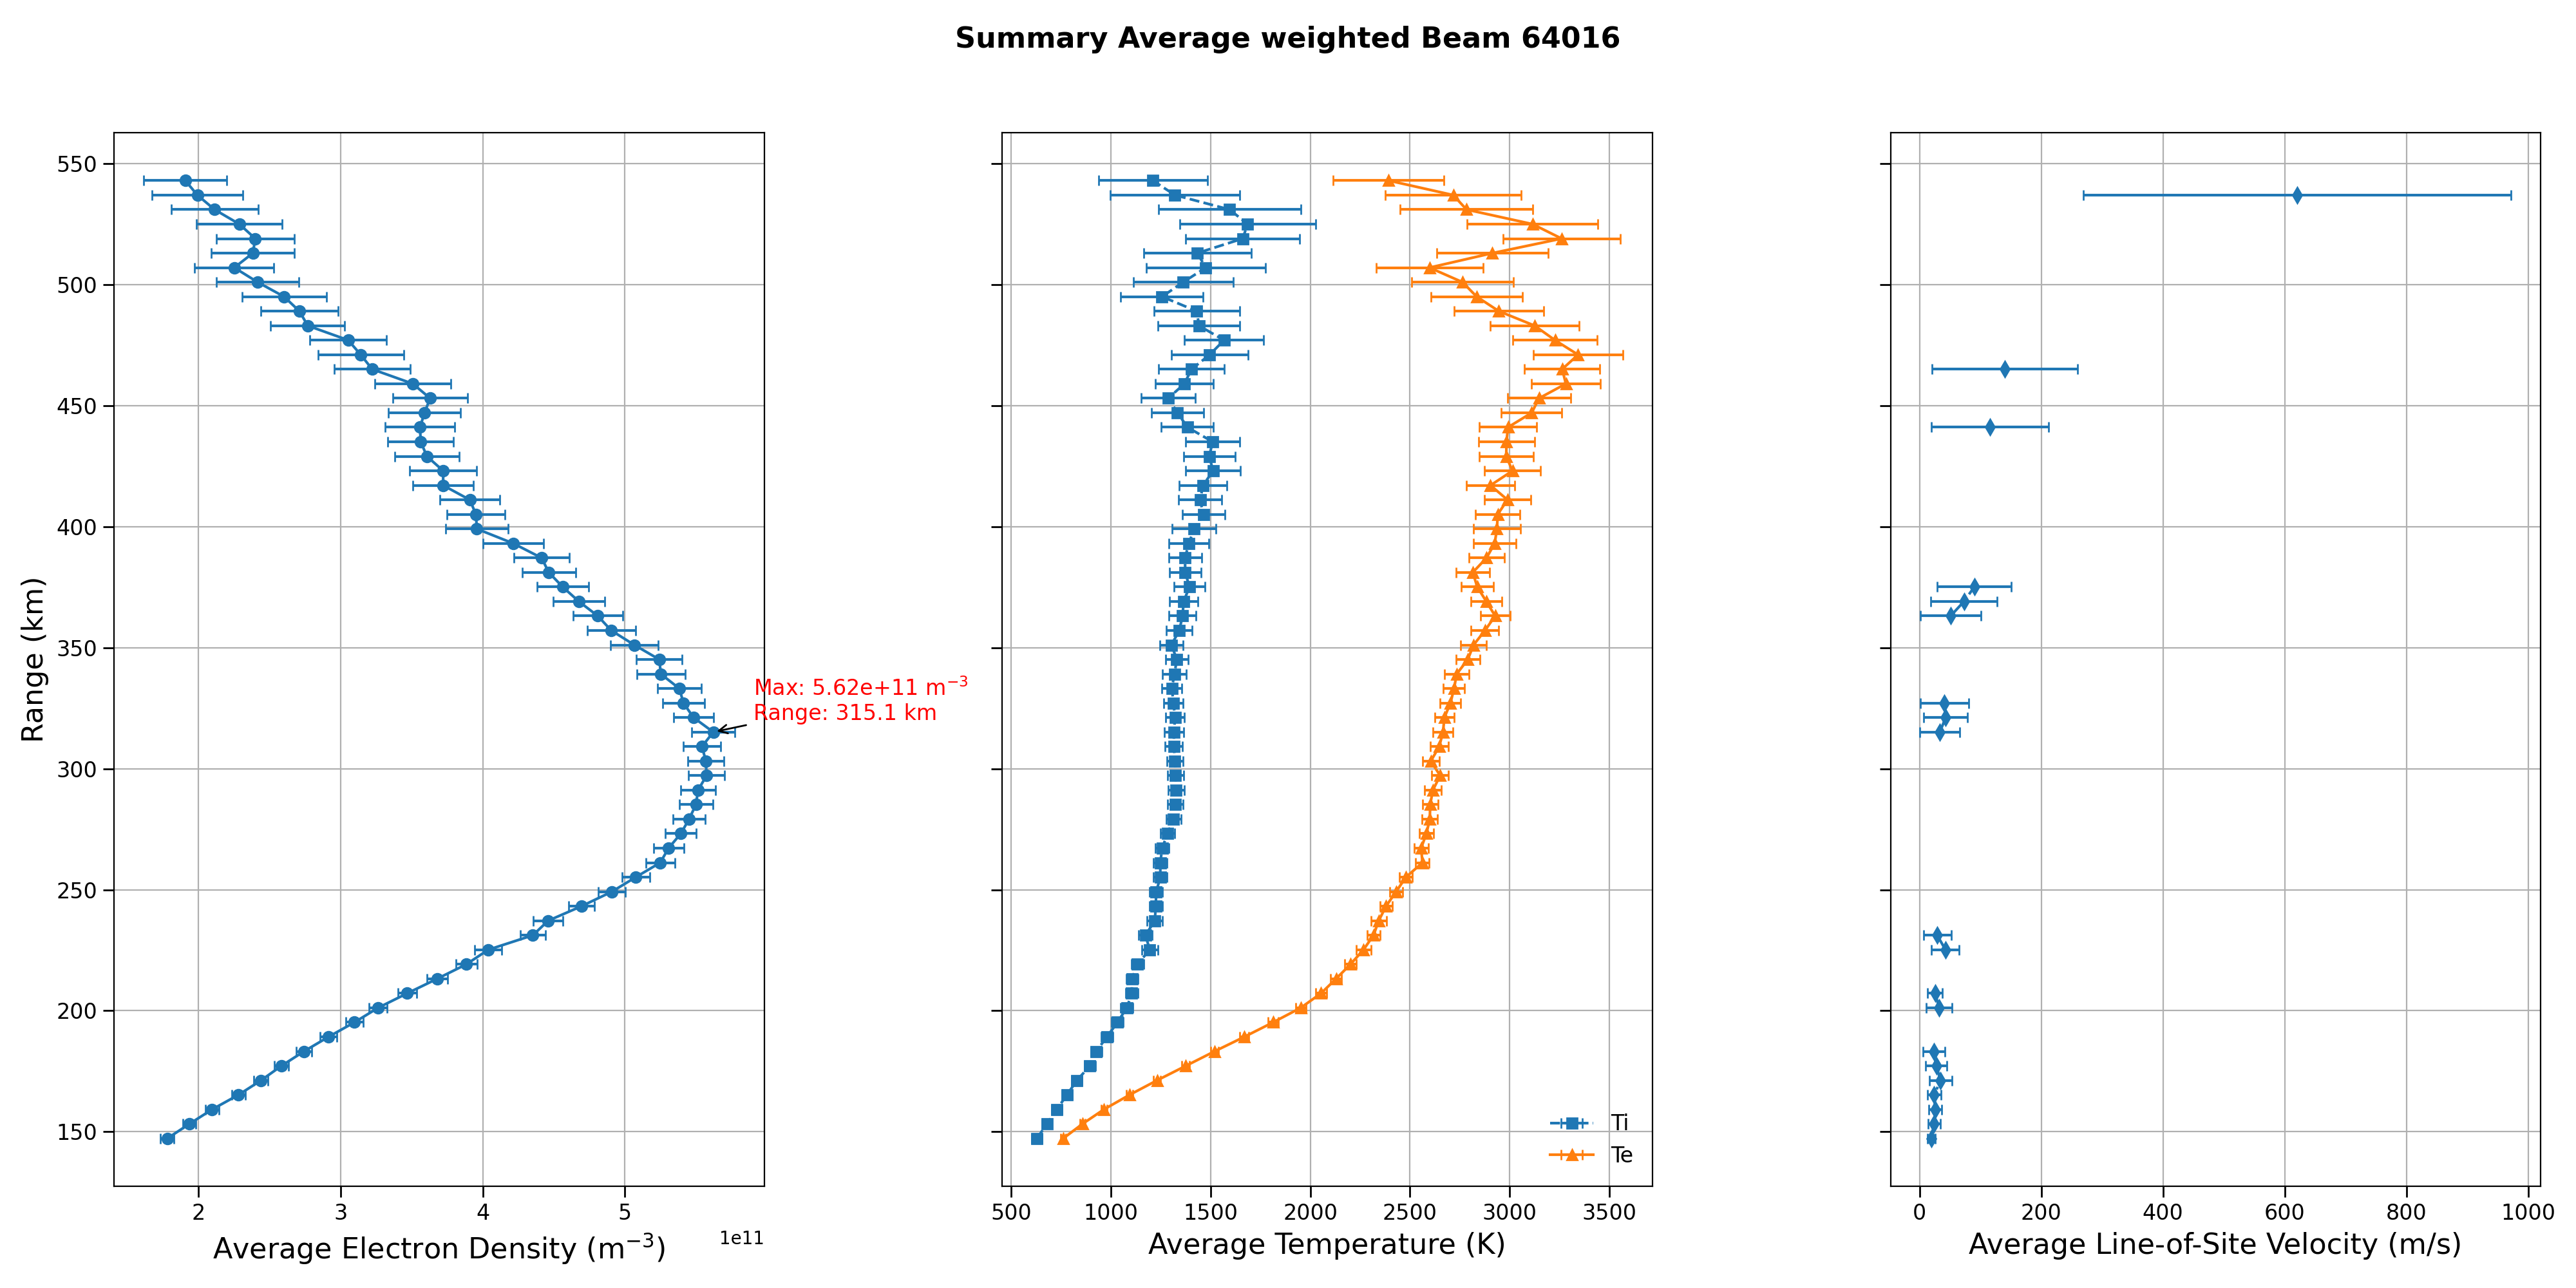 Summary Average weighted Beam 64016
Range (km)
550
500
450
400
350
300
250
200
150
Max: 5.62e+11 m⁻³
Range: 315.1 km
2 3 4 5
1e11
Average Electron Density (m⁻³)
Ti
Te
500 1000 1500 2000 2500 3000 3500
Average Temperature (K)
0 200 400 600 800 1000
Average Line-of-Site Velocity (m/s)